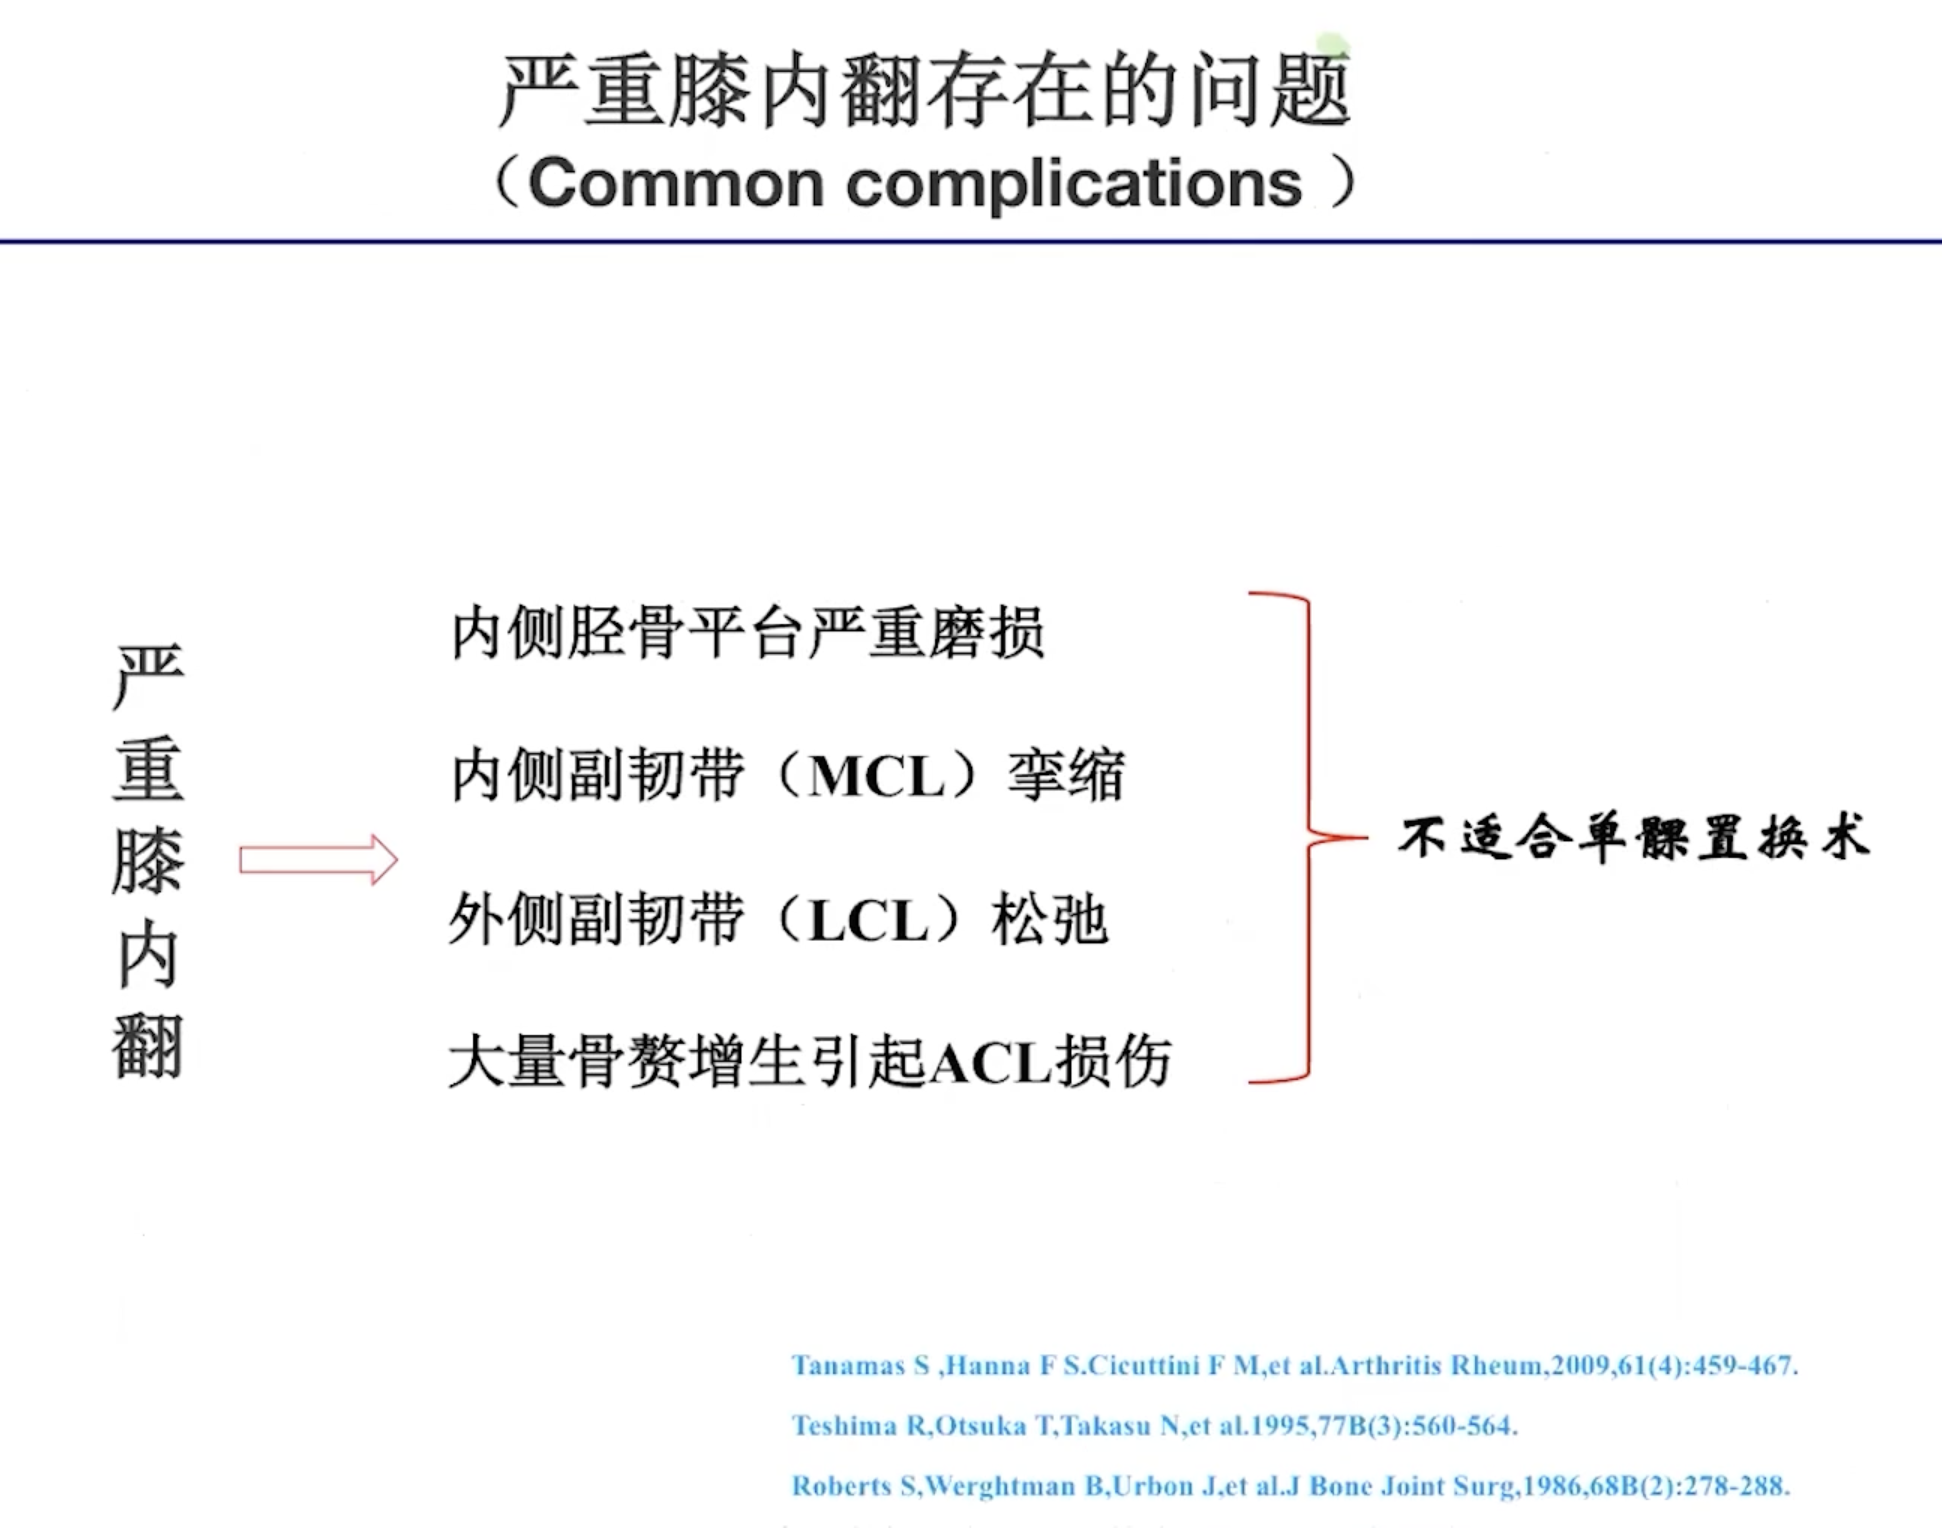 严重膝内翻存在的问题
（Common complications ）
严重膝内翻
内侧胫骨平台严重磨损
内侧副韧带（MCL）挛缩
外侧副韧带（LCL）松弛
大量骨赘增生引起ACL损伤
不适合单髁置换术
Tanamas S ,Hanna F S.Cicuttini F M,et al.Arthritis Rheum,2009,61(4):459-467.
Teshima R,Otsuka T,Takasu N,et al.1995,77B(3):560-564.
Roberts S,Werghtman B,Urbon J,et al.J Bone Joint Surg,1986,68B(2):278-288.